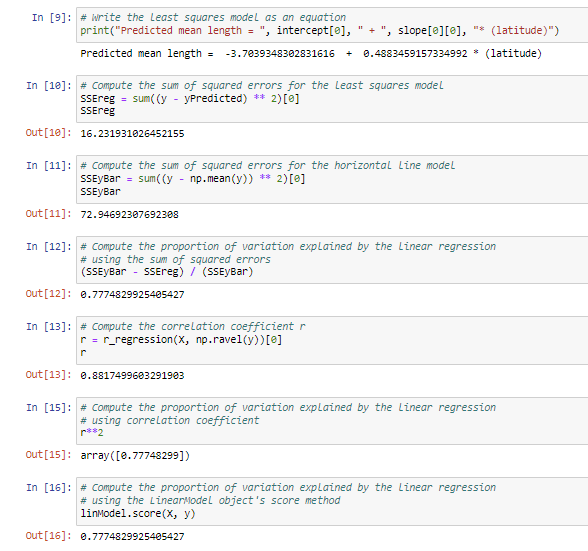 In [9]: # Write the least squares model as an equation
print("Predicted mean length = ", intercept[0], " + ", slope[0][0], "* (latitude)")
Predicted mean length =  -3.7039348302831616  +  0.4883459157334992 * (latitude)
In [10]: # Compute the sum of squared errors for the least squares model
SSEreg = sum((y - yPredicted) ** 2)[0]
SSEreg
Out[10]: 16.231931026452155
In [11]: # Compute the sum of squared errors for the horizontal line model
SSEyBar = sum((y - np.mean(y)) ** 2)[0]
SSEyBar
Out[11]: 72.94692307692308
In [12]: # Compute the proportion of variation explained by the linear regression
# using the sum of squared errors
(SSEyBar - SSEreg) / (SSEyBar)
Out[12]: 0.7774829925405427
In [13]: # Compute the correlation coefficient r
r = r_regression(X, np.ravel(y))[0]
r
Out[13]: 0.8817499603291903
In [15]: # Compute the proportion of variation explained by the linear regression
# using correlation coefficient
r**2
Out[15]: array([0.77748299])
In [16]: # Compute the proportion of variation explained by the linear regression
# using the LinearModel object's score method
linModel.score(X, y)
Out[16]: 0.7774829925405427